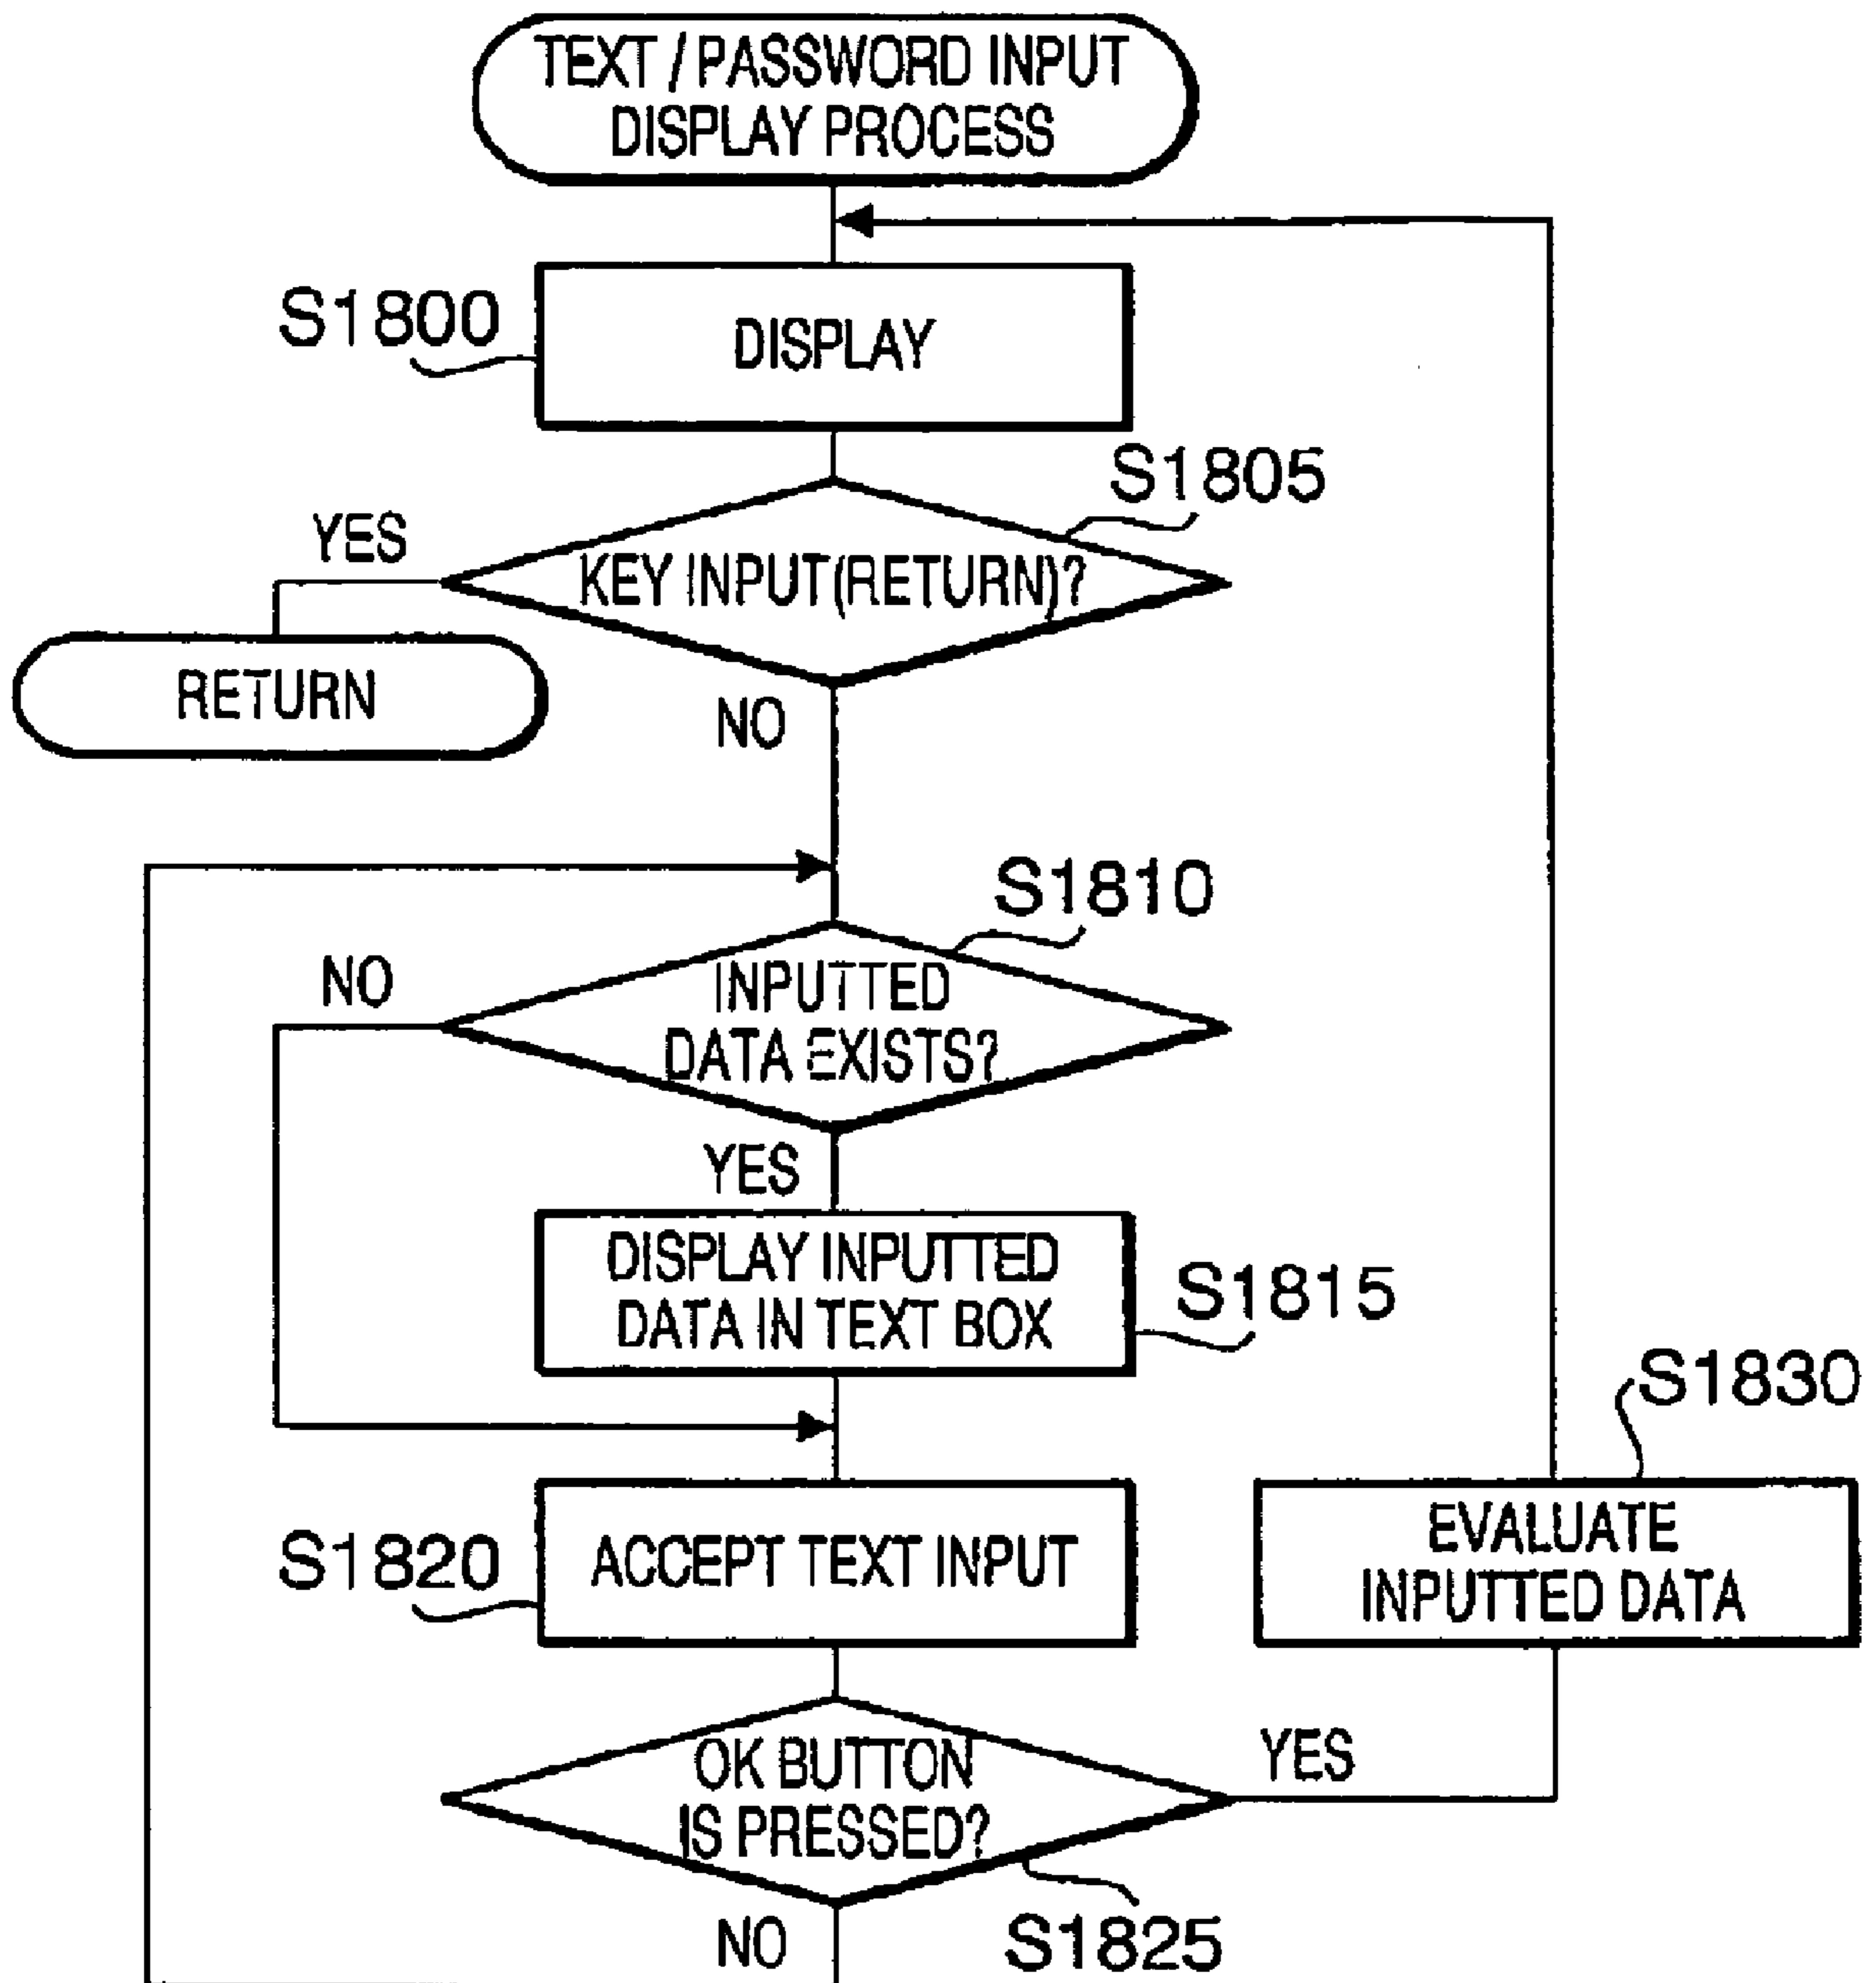 TEXT / PASSWORD INPUT
DISPLAY PROCESS
S1800
DISPLAY
S1805
YES
KEY INPUT(RETURN)?
RETURN
NO
S1810
NO
INPUTTED
DATA EXISTS?
YES
DISPLAY INPUTTED
DATA IN TEXT BOX
S1815
S1830
S1820
ACCEPT TEXT INPUT
EVALUATE
INPUTTED DATA
OK BUTTON
IS PRESSED?
YES
NO
S1825